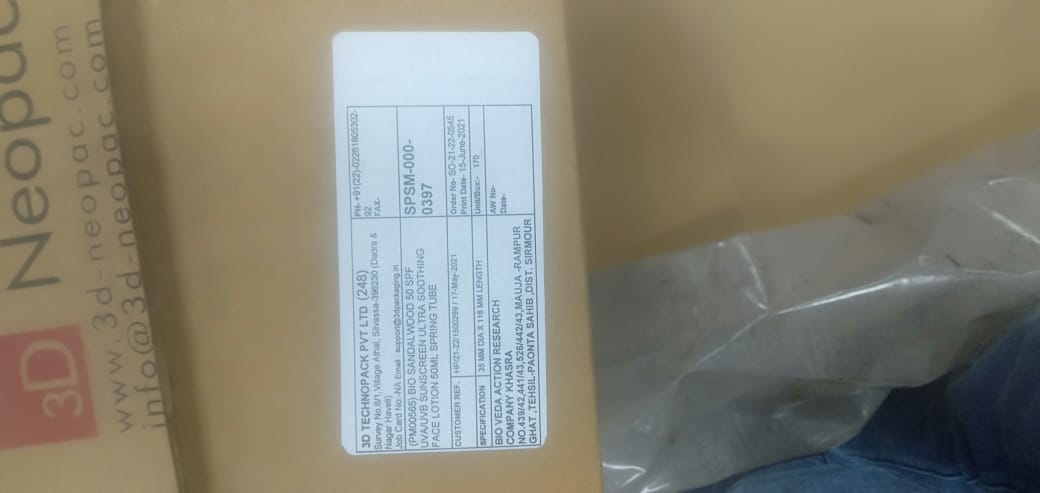 3D
Neopac
www.3d-neopac.com
info@3d-neopac.com
3D TECHNOPACK PVT LTD (248)
Survey No.8/1,Village Athal, Silvassa-396230 (Dadra &
Nagar Haveli)
Job Card No:-NA Email : support@3dpackaging.in
PH-+91(22)-02261805302-
92
FAX-
(PM00565) BIO SANDALWOOD 50 SPF
UVA/UVB SUNSCREEN ULTRA SOOTHING
FACE LOTION 50ML SPRING TUBE
SPSM-000-
0397
CUSTOMER REF. HP/21-22/1500299 / 17-May-2021
Order No- SO-21-22-0545
Print Date- 15-June-2021
SPECIFICATION 35 MM DIA X 116 MM LENGTH
Unit/Box:- 170
BIO VEDA ACTION RESEARCH
COMPANY KHASRA
NO.439/42,441/43,526/442/43,MAUJA -RAMPUR
GHAT ,TEHSIL-PAONTA SAHIB ,DIST. SIRMOUR
AW No-
Date-